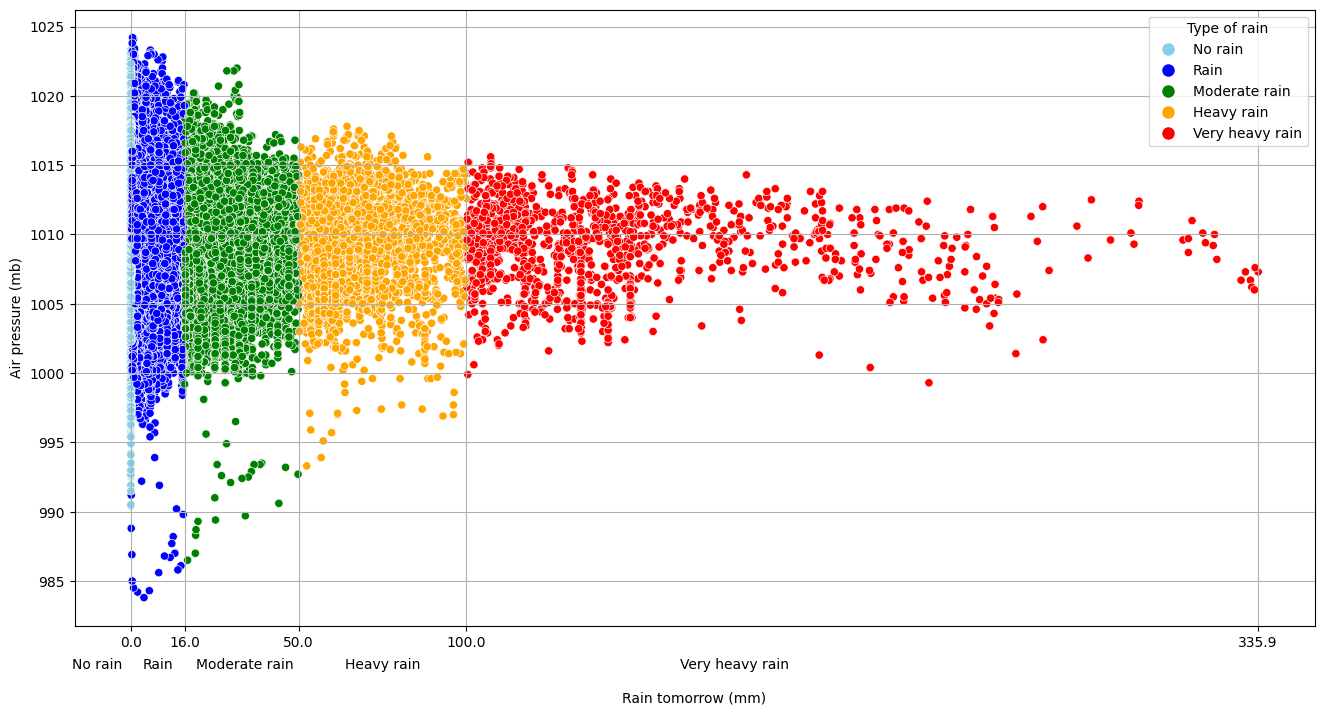 Type of rain
No rain
Rain
Moderate rain
Heavy rain
Very heavy rain
Air pressure (mb)
1025
1020
1015
1010
1005
1000
995
990
985
0.0 16.0 50.0 100.0 335.9
No rain Rain Moderate rain Heavy rain Very heavy rain
Rain tomorrow (mm)